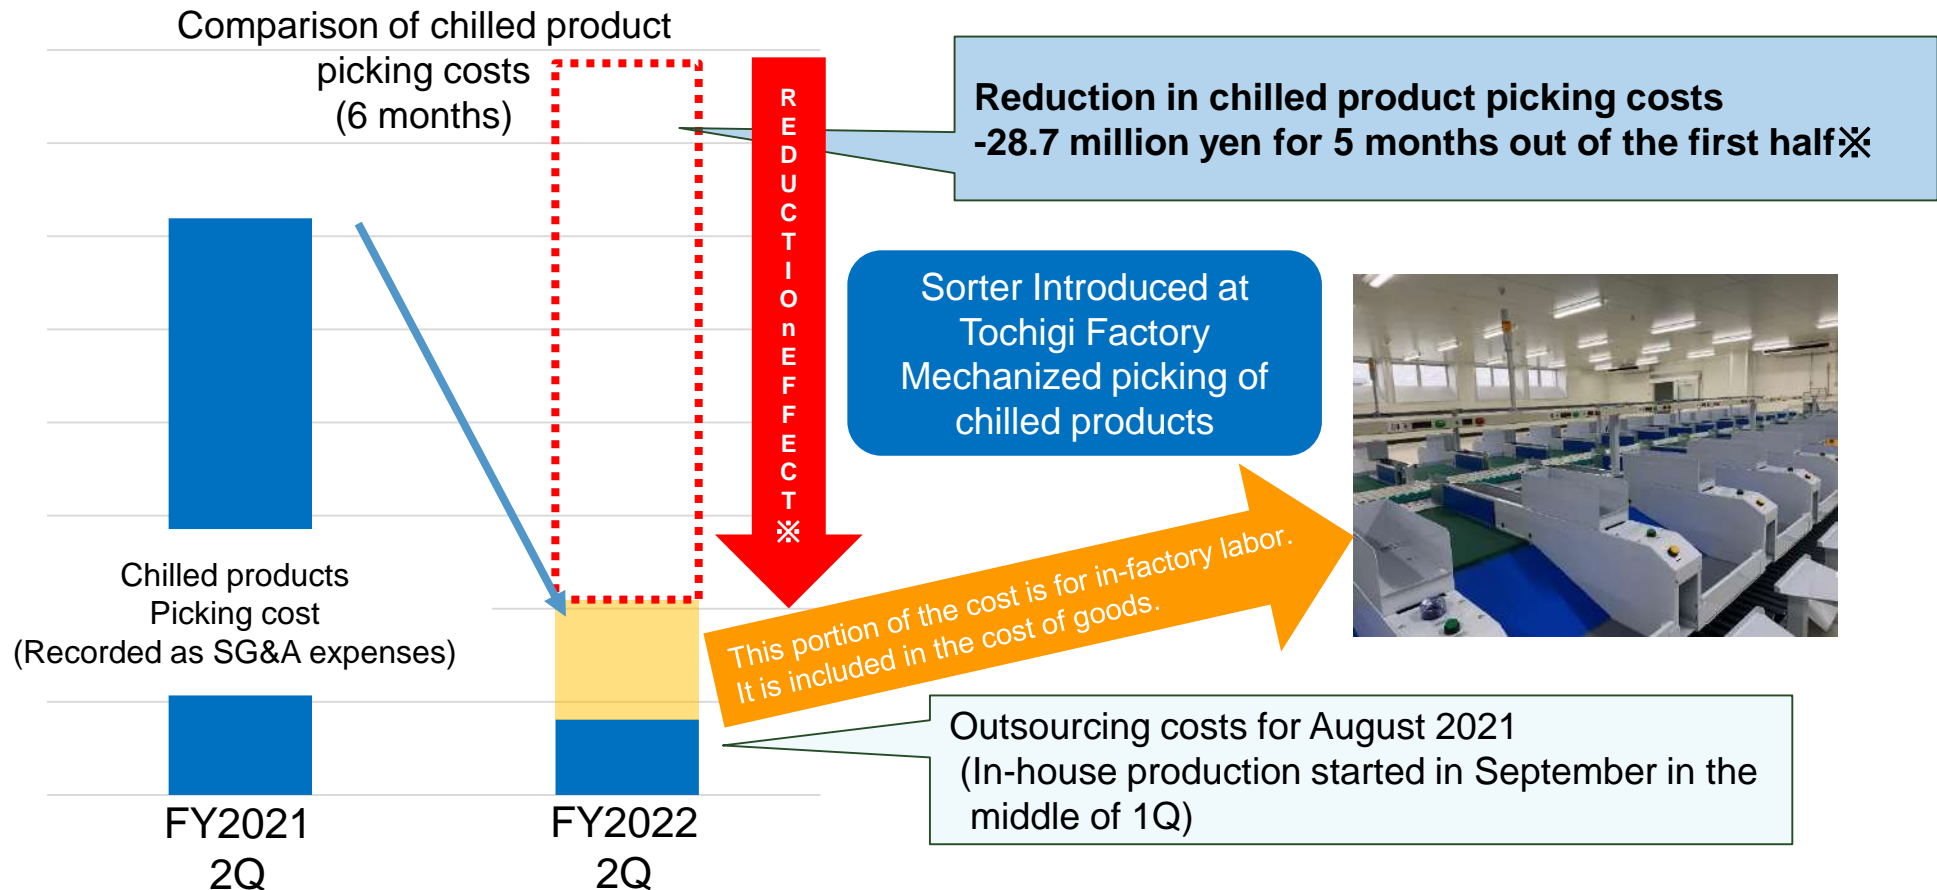 Comparison of chilled product
picking costs
(6 months)
REDUCTIOnEFFECT※
Reduction in chilled product picking costs
-28.7 million yen for 5 months out of the first half※
Sorter Introduced at
Tochigi Factory
Mechanized picking of
chilled products
Chilled products
Picking cost
(Recorded as SG&A expenses)
This portion of the cost is for in-factory labor.
It is included in the cost of goods.
Outsourcing costs for August 2021
(In-house production started in September in the
middle of 1Q)
FY2021
2Q
FY2022
2Q